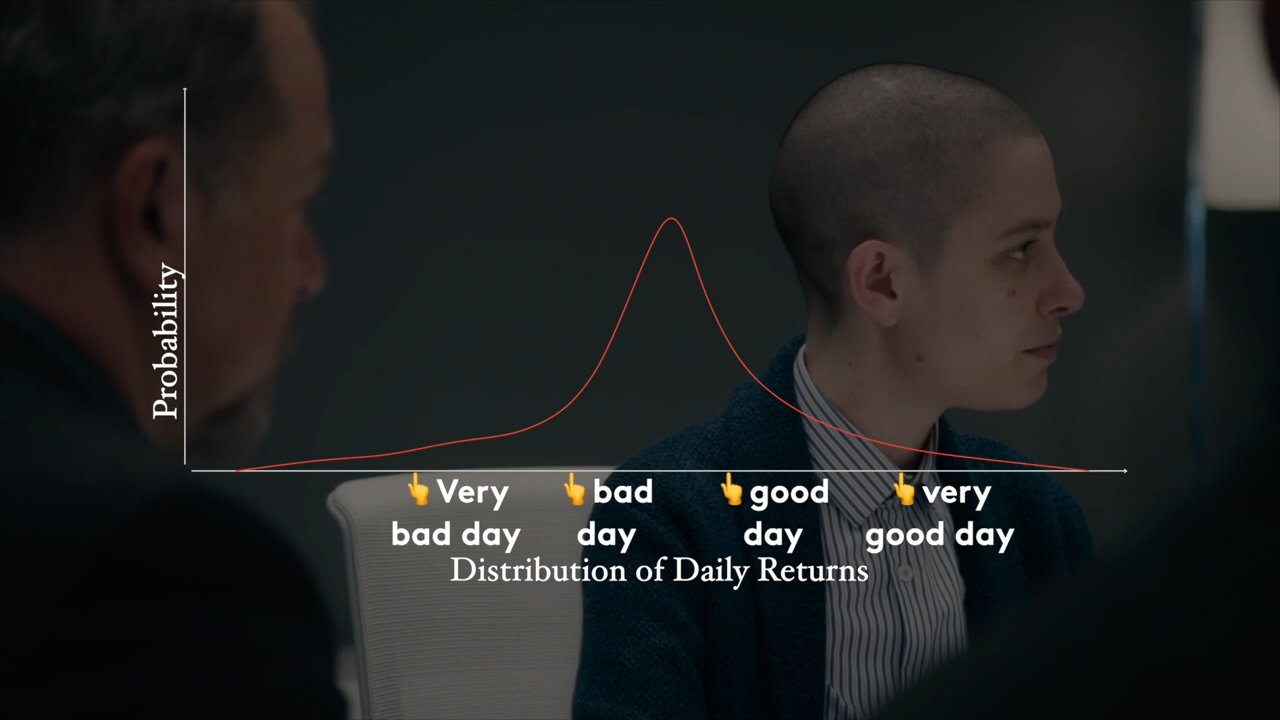 Probability
👆Very
bad day
👆bad
day
👆good
day
👆very
good day
Distribution of Daily Returns